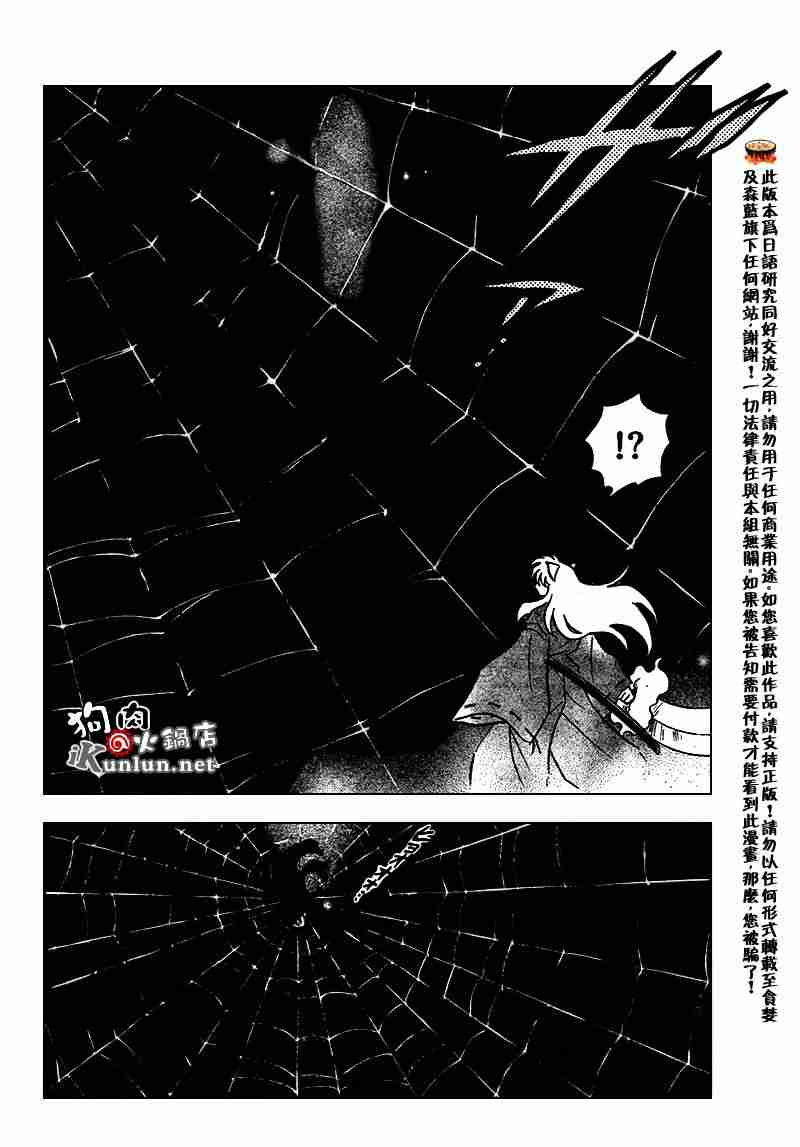 !?
此版本爲日語研究同好交流之用，請勿用于任何商業用途。如您喜歡此作品，請支持正版！請勿以任何形式轉載至貪婪
及森藍旗下任何網站，謝謝！一切法律責任與本組無關。如果您被告知需要付款才能看到此漫畫，那麼，您被騙了！
狗肉
@火鍋店
iKunlun.net